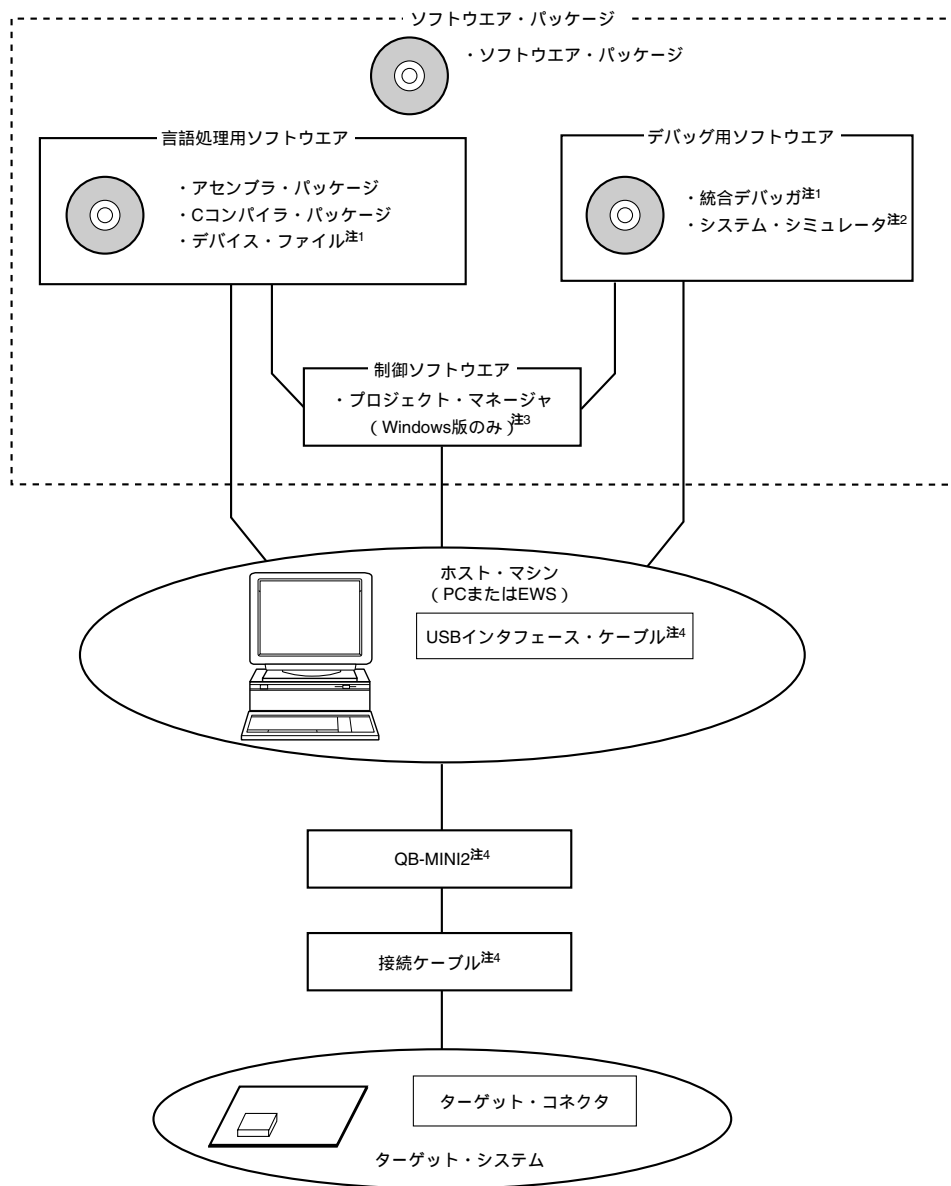 ソフトウエア・パッケージ
・ソフトウエア・パッケージ
言語処理用ソフトウエア
・アセンブラ・パッケージ
・Cコンパイラ・パッケージ
・デバイス・ファイル注1
デバッグ用ソフトウエア
・統合デバッガ注1
・システム・シミュレータ注2
制御ソフトウエア
・プロジェクト・マネージャ
（Windows版のみ）注3
ホスト・マシン
（PCまたはEWS）
USBインタフェース・ケーブル注4
QB-MINI2注4
接続ケーブル注4
ターゲット・コネクタ
ターゲット・システム